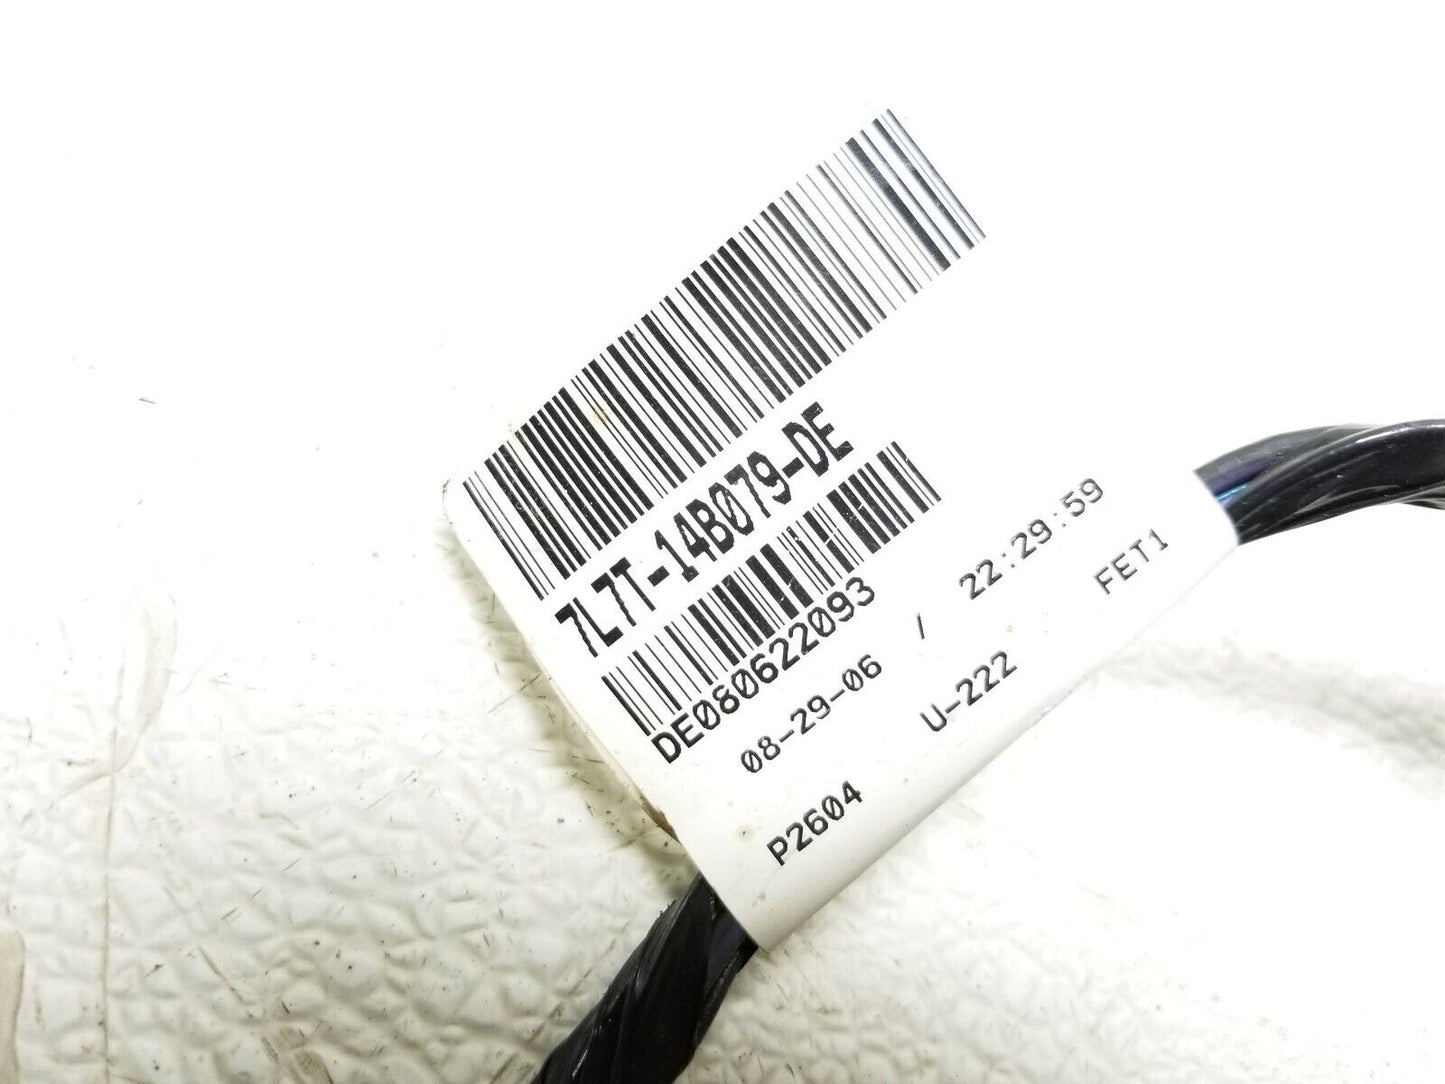 7L7T-14B079-DE
DE080622093
08-29-06 / 22:29:59
P2604 U-222 FET1